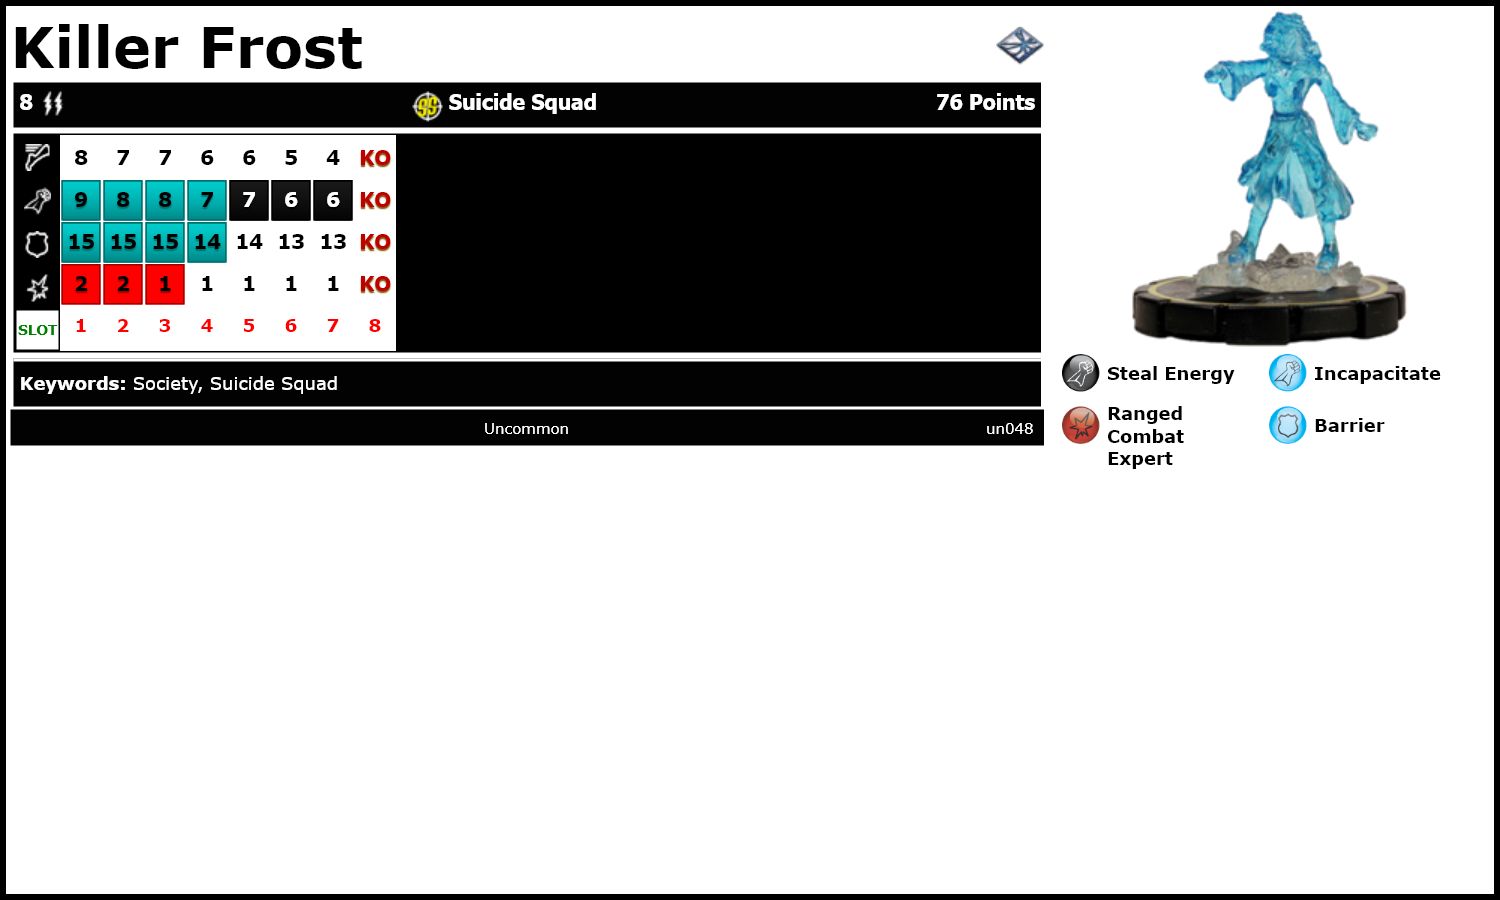 Killer Frost
8 Suicide Squad 76 Points
8 7 7 6 6 5 4 KO
9 8 8 7 7 6 6 KO
15 15 15 14 14 13 13 KO
2 2 1 1 1 1 1 KO
SLOT 1 2 3 4 5 6 7 8
Keywords: Society, Suicide Squad
Uncommon un048
Steal Energy
Incapacitate
Ranged
Combat
Expert
Barrier